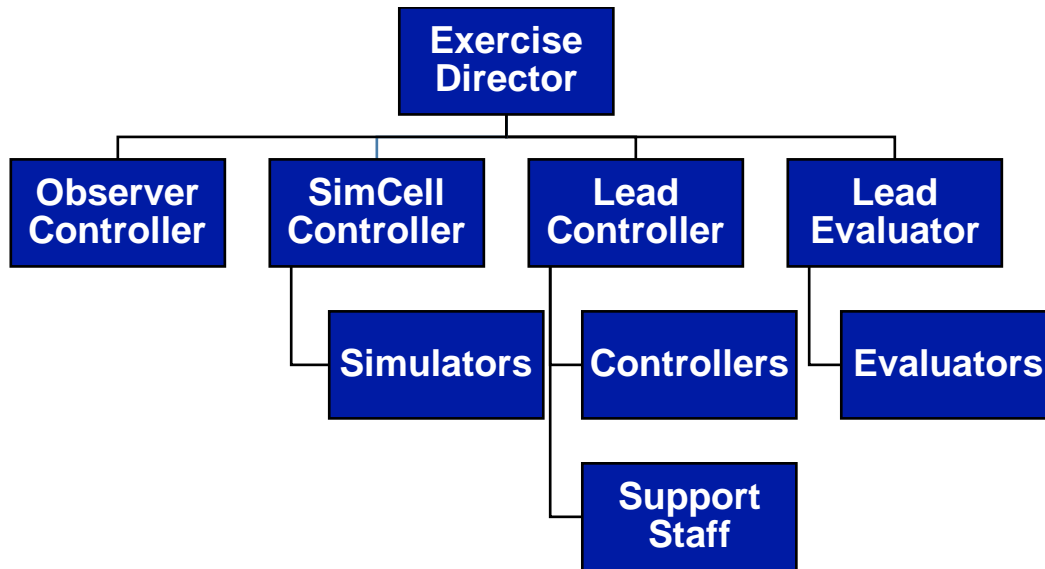 Exercise
Director
Observer
Controller
SimCell
Controller
Lead
Controller
Lead
Evaluator
Simulators
Controllers
Evaluators
Support
Staff